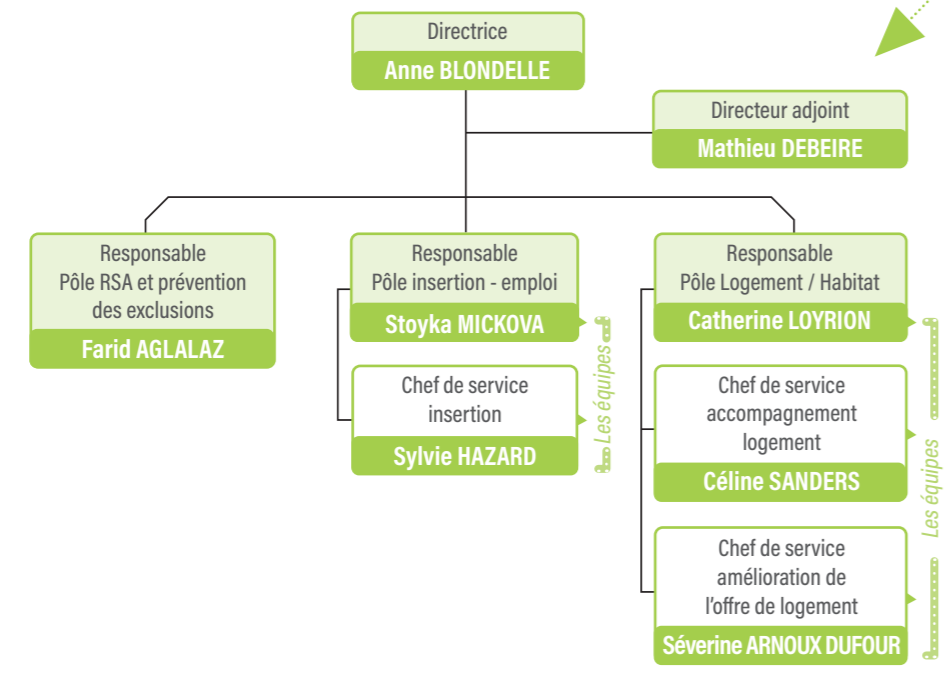 Directrice
Anne BLONDELLE
Directeur adjoint
Mathieu DEBEIRE
Responsable
Pôle RSA et prévention
des exclusions
Farid AGLALAZ
Responsable
Pôle insertion - emploi
Stoyka MICKOVA
Chef de service
insertion
Sylvie HAZARD
Les équipes
Responsable
Pôle Logement / Habitat
Catherine LOYRION
Chef de service
accompagnement
logement
Céline SANDERS
Chef de service
amélioration de
l'offre de logement
Séverine ARNOUX DUFOUR
Les équipes